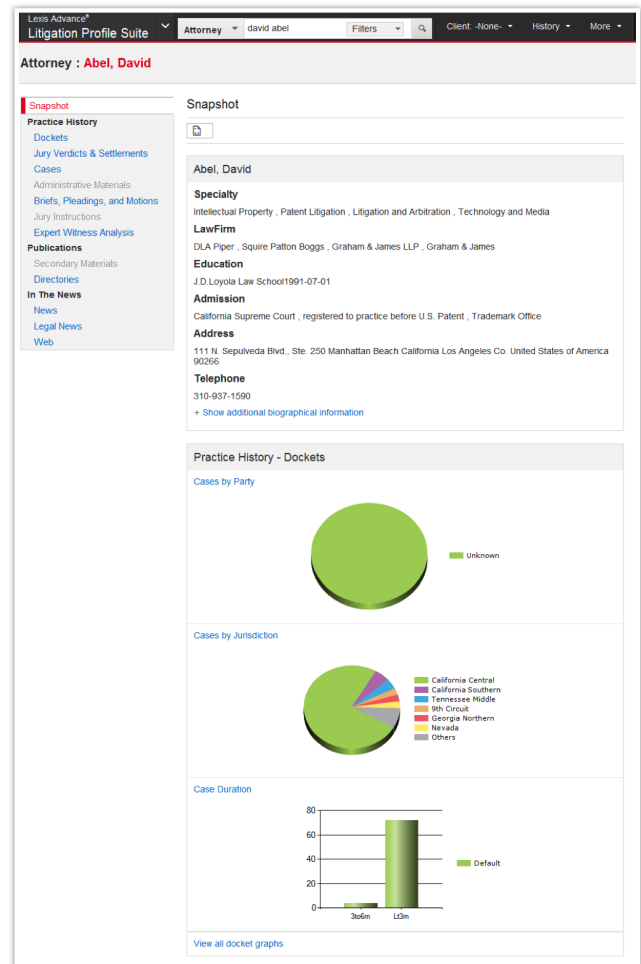 Lexis Advance®
Litigation Profile Suite
Attorney
david abel
Filters
Client: -None-
History
More
Attorney : Abel, David
Snapshot
Practice History
Dockets
Jury Verdicts & Settlements
Cases
Administrative Materials
Briefs, Pleadings, and Motions
Jury Instructions
Expert Witness Analysis
Publications
Secondary Materials
Directories
In The News
News
Legal News
Web
Snapshot
Abel, David
Specialty
Intellectual Property , Patent Litigation , Litigation and Arbitration , Technology and Media
LawFirm
DLA Piper , Squire Patton Boggs , Graham & James LLP , Graham & James
Education
J.D.Loyola Law School1991-07-01
Admission
California Supreme Court , registered to practice before U.S. Patent , Trademark Office
Address
111 N. Sepulveda Blvd., Ste. 250 Manhattan Beach California Los Angeles Co. United States of America
90266
Telephone
310-937-1590
+ Show additional biographical information
Practice History - Dockets
Cases by Party
Unknown
Cases by Jurisdiction
California Central
California Southern
Tennessee Middle
9th Circuit
Georgia Northern
Nevada
Others
Case Duration
80
60
40
20
0
3to6m
Lt3m
Default
View all docket graphs